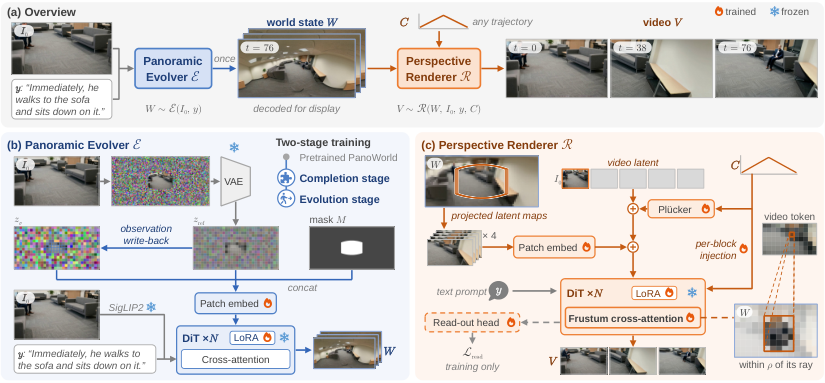 (a) Overview
world state W
C
any trajectory
video V
trained
frozen
I₀
y: "Immediately, he
walks to the sofa
and sits down on it."
Panoramic
Evolver ℰ
once
t = 76
Perspective
Renderer ℛ
t = 0
t = 38
t = 76
W ∼ ℰ(I₀, y)
decoded for display
V ∼ ℛ(W, I₀, y, C)
(b) Panoramic Evolver ℰ
Two-stage training
I₀
VAE
Pretrained PanoWorld
Completion stage
Evolution stage
observation
write-back
mask M
concat
I₀
SigLIP2
Patch embed
y: "Immediately, he walks to
the sofa and sits down on it."
DiT ×N
LoRA
Cross-attention
W
(c) Perspective Renderer ℛ
W
video latent
I₀
C
projected latent maps
Plücker
× 4
Patch embed
per-block
injection
video token
text prompt
y
DiT ×N
LoRA
Frustum cross-attention
W
Read-out head
within ρ of its ray
training only
V